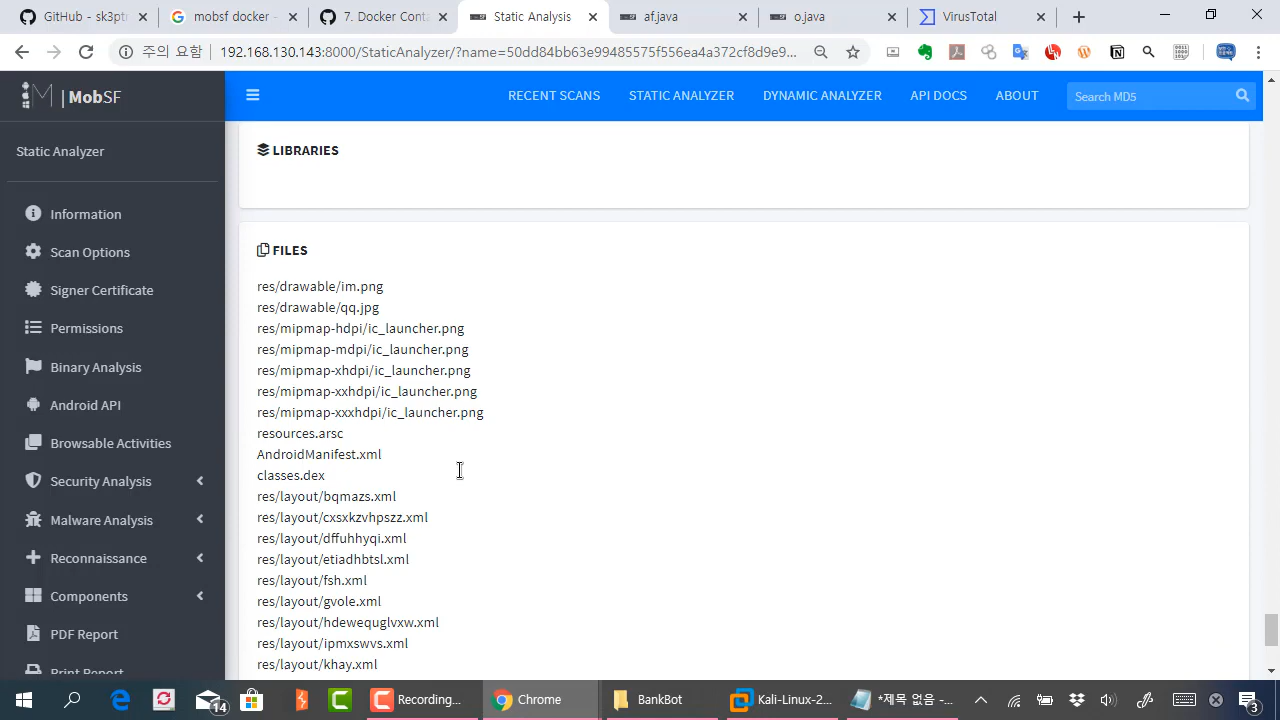 GitHub - sk3ptr
mobsf docker -
7. Docker Cont
Static Analysis
af.java
o.java
VirusTotal
주의 요함
192.168.130.143:8000/StaticAnalyzer/?name=50dd84bb63e99485575f556ea4a372cf8d9e9...
| MobSF
RECENT SCANS
STATIC ANALYZER
DYNAMIC ANALYZER
API DOCS
ABOUT
Search MD5
Static Analyzer
Information
Scan Options
Signer Certificate
Permissions
Binary Analysis
Android API
Browsable Activities
Security Analysis
Malware Analysis
Reconnaissance
Components
PDF Report
Print Report
LIBRARIES
FILES
res/drawable/im.png
res/drawable/qq.jpg
res/mipmap-hdpi/ic_launcher.png
res/mipmap-mdpi/ic_launcher.png
res/mipmap-xhdpi/ic_launcher.png
res/mipmap-xxhdpi/ic_launcher.png
res/mipmap-xxxhdpi/ic_launcher.png
resources.arsc
AndroidManifest.xml
classes.dex
res/layout/bqmazs.xml
res/layout/cxsxkzvhpszz.xml
res/layout/dffuhhyqi.xml
res/layout/etiadhbtsl.xml
res/layout/fsh.xml
res/layout/gvole.xml
res/layout/hdewequglvxw.xml
res/layout/ipmxswvs.xml
res/layout/khay.xml
14
Recording...
Chrome
BankBot
Kali-Linux-2...
*제목 없음 -...
3